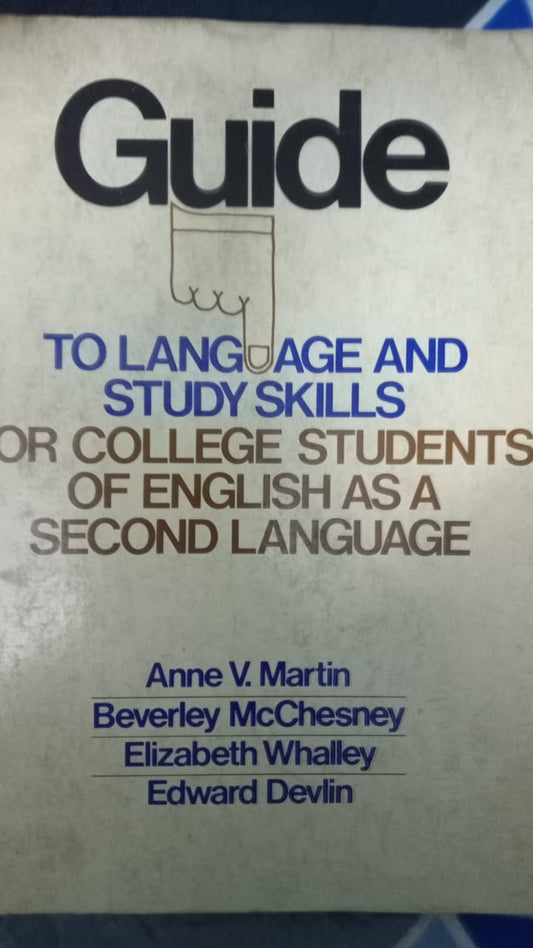 Guide
TO LANGUAGE AND
STUDY SKILLS
OR COLLEGE STUDENTS
OF ENGLISH AS A
SECOND LANGUAGE
Anne V. Martin
Beverley McChesney
Elizabeth Whalley
Edward Devlin